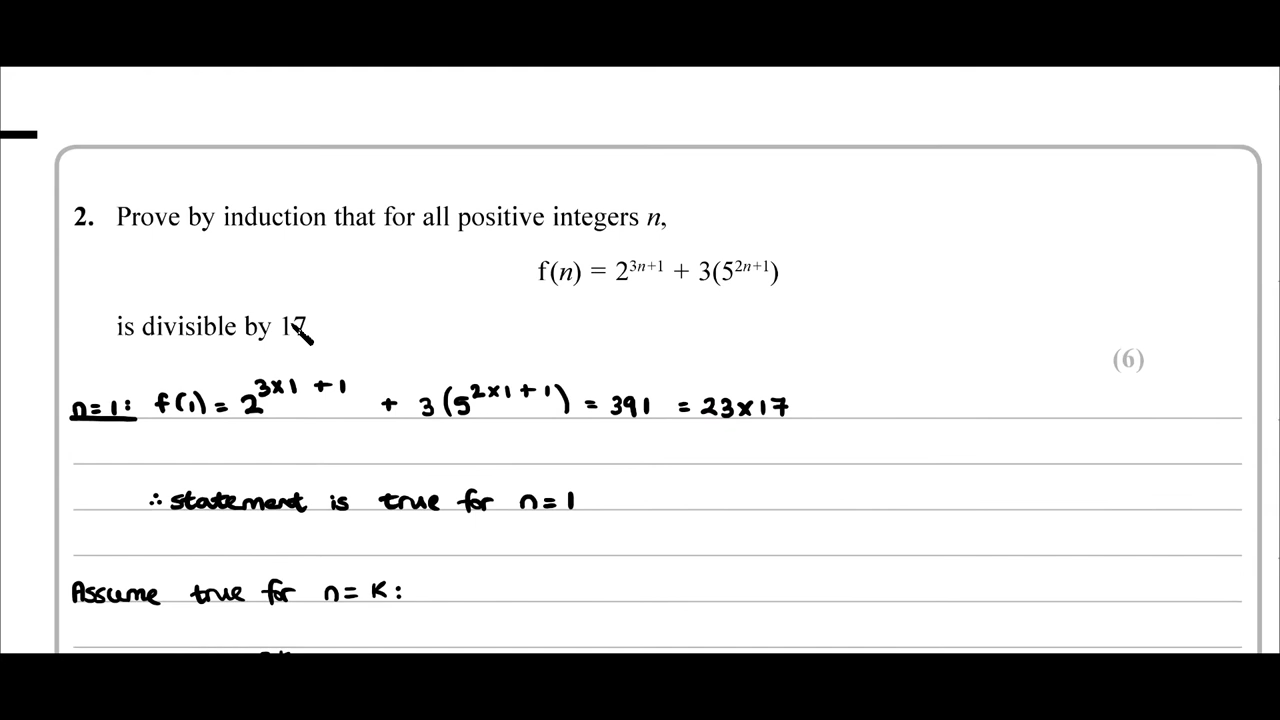 2. Prove by induction that for all positive integers n,
f(n) = 2^{3n+1} + 3(5^{2n+1})
is divisible by 17
(6)
n=1: f(1) = 2^{3×1 +1} + 3(5^{2×1+1}) = 391 = 23×17
∴ statement is true for n=1
Assume true for n=K: